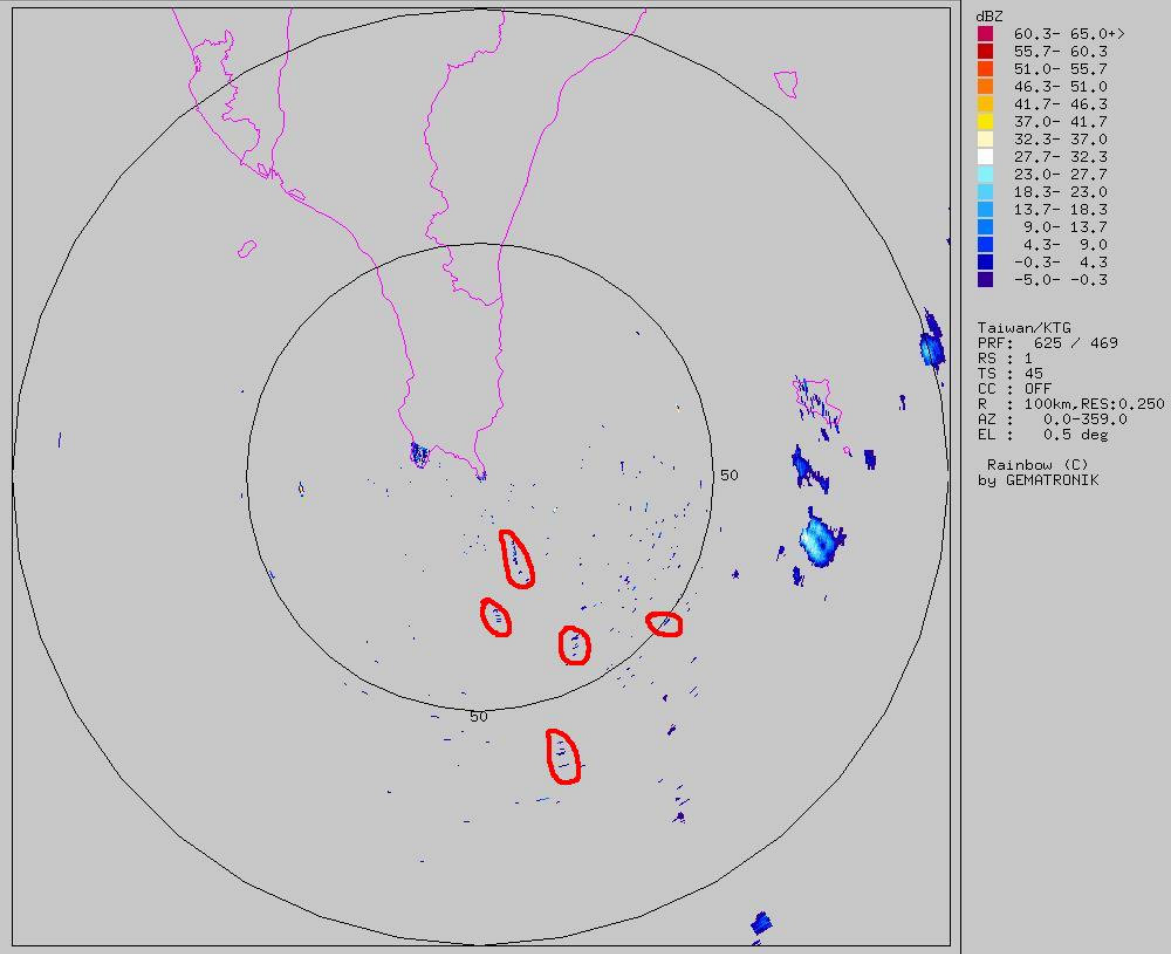 dBZ
60.3- 65.0+>
55.7- 60.3
51.0- 55.7
46.3- 51.0
41.7- 46.3
37.0- 41.7
32.3- 37.0
27.7- 32.3
23.0- 27.7
18.3- 23.0
13.7- 18.3
9.0- 13.7
4.3- 9.0
-0.3- 4.3
-5.0- -0.3
Taiwan/KTG
PRF: 625 / 469
RS : 1
TS : 45
CC : OFF
R : 100km,RES:0.250
AZ : 0.0-359.0
EL : 0.5 deg
Rainbow (C)
by GEMATRONIK
50
50